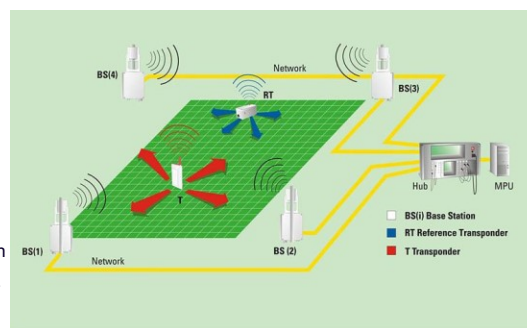 Network
BS(4)
BS(3)
RT
T
Hub
MPU
BS(i) Base Station
RT Reference Transponder
T Transponder
BS(1)
BS (2)
Network